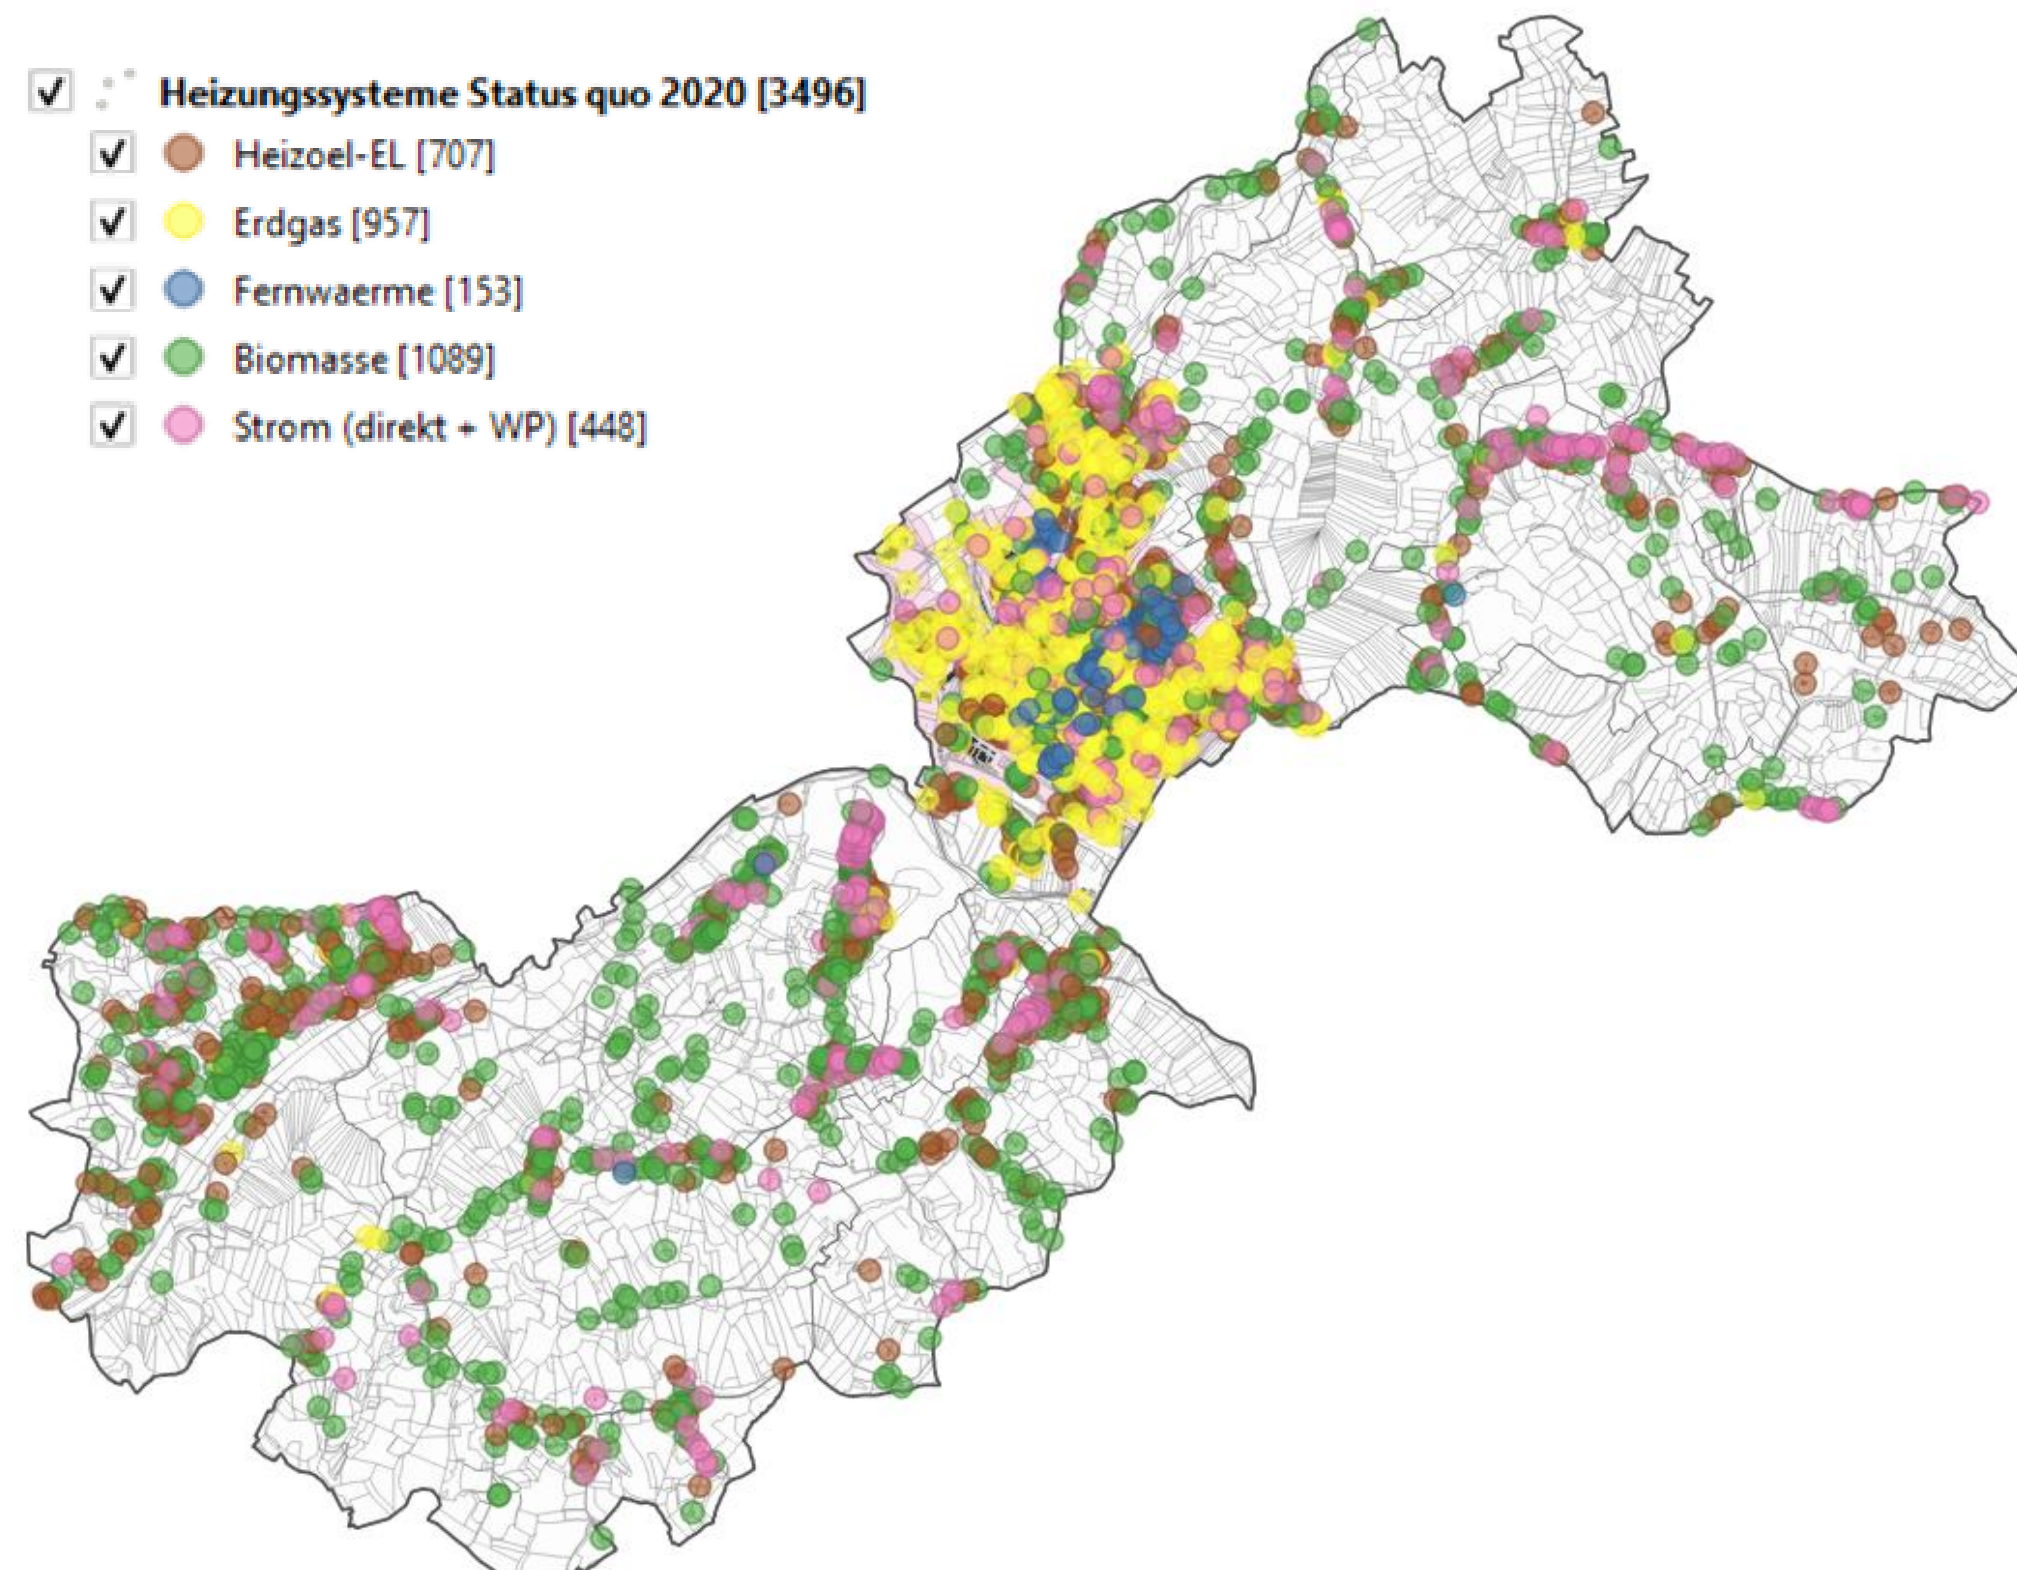 Heizungssysteme Status quo 2020 [3496]
Heizoel-EL [707]
Erdgas [957]
Fernwaerme [153]
Biomasse [1089]
Strom (direkt + WP) [448]